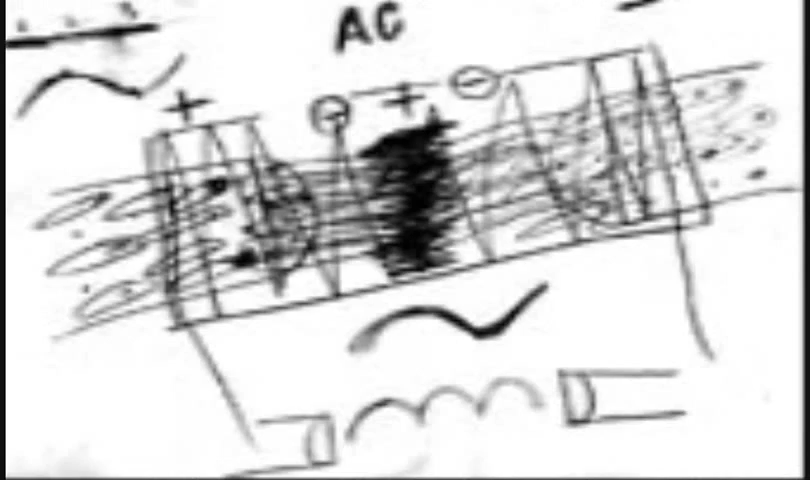 AC
+ ⊖ + ⊖